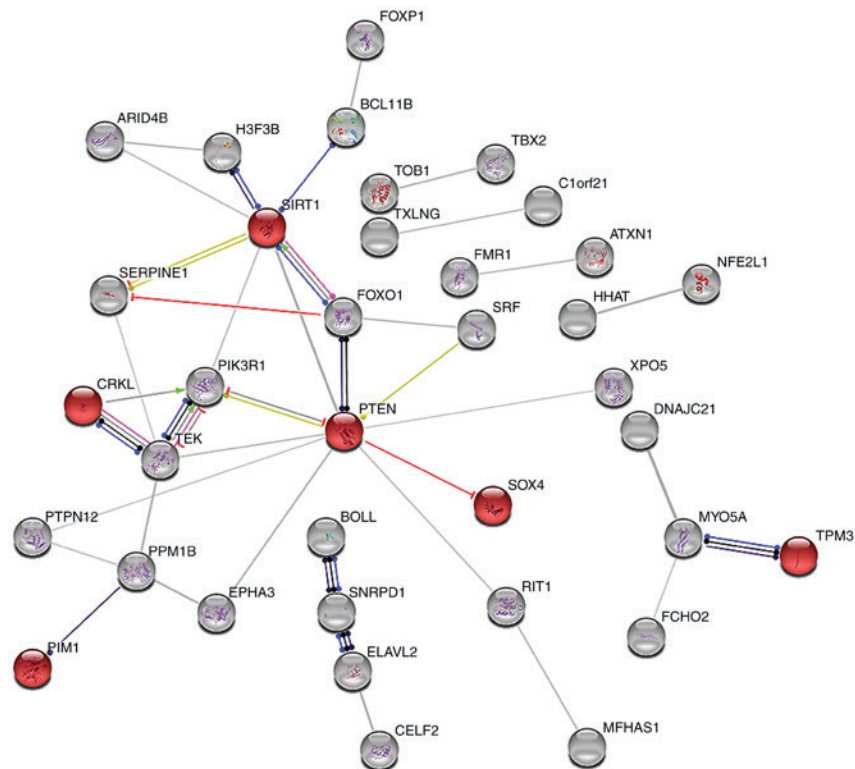 FOXP1
BCL11B
ARID4B
H3F3B
TBX2
TOB1
C1orf21
SIRT1
TXLNG
ATXN1
FMR1
NFE2L1
SERPINE1
FOXO1
SRF
HHAT
PIK3R1
XPO5
CRKL
PTEN
DNAJC21
TEK
SOX4
PTPN12
BOLL
MYO5A
TPM3
PPM1B
EPHA3
SNRPD1
RIT1
FCHO2
PIM1
ELAVL2
CELF2
MFHAS1